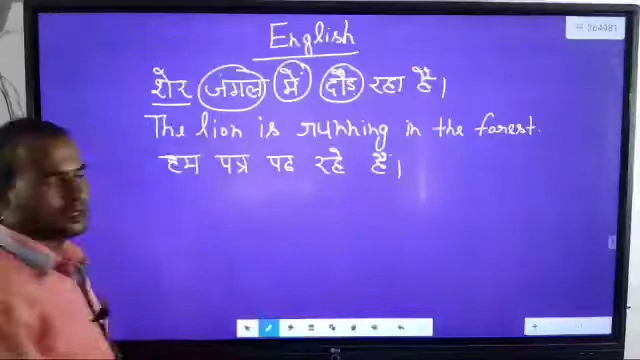 English
शेर जंगल में दौड़ रहा है।
The lion is running in the forest.
हम पत्र पढ रहे हैं।